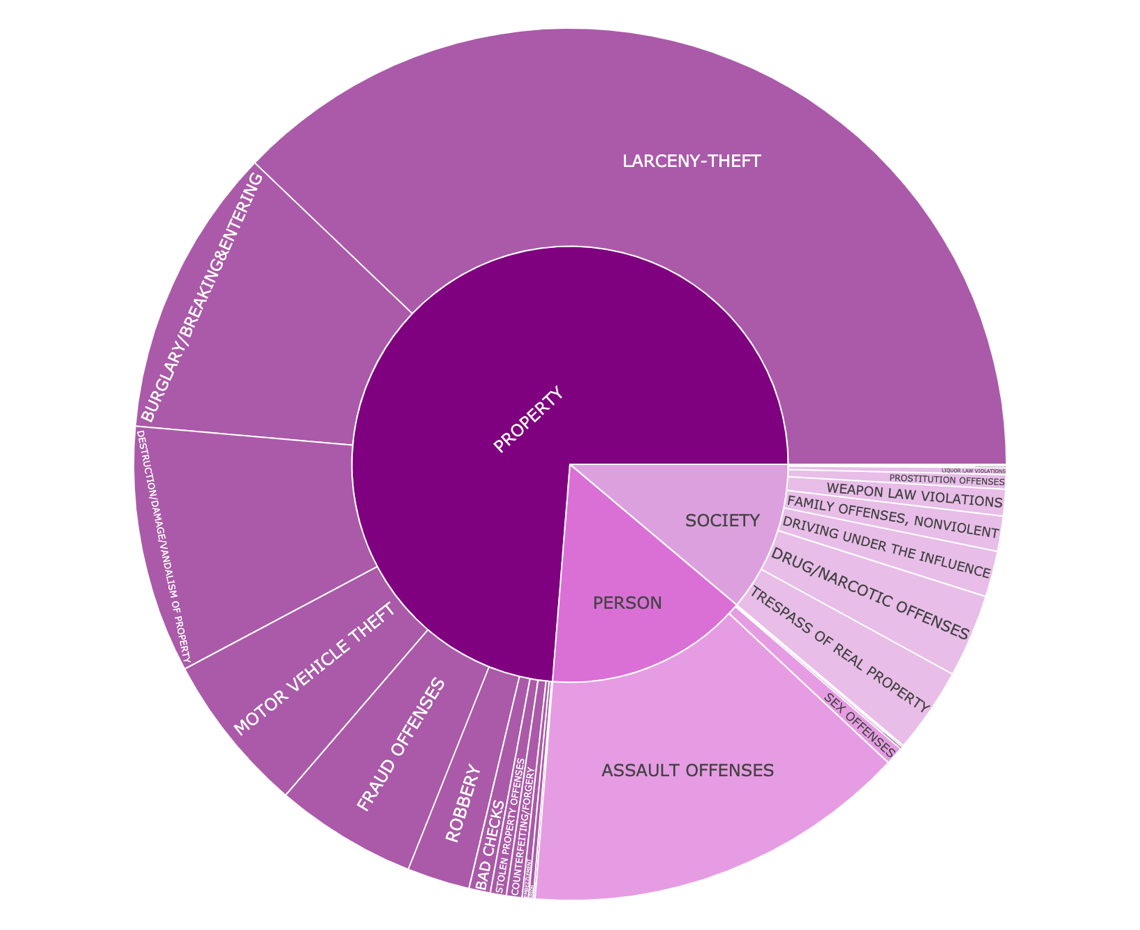 LARCENY-THEFT
BURGLARY/BREAKING&ENTERING
PROPERTY
DESTRUCTION/DAMAGE/VANDALISM OF PROPERTY
LIQUOR LAW VIOLATIONS
PROSTITUTION OFFENSES
WEAPON LAW VIOLATIONS
FAMILY OFFENSES, NONVIOLENT
SOCIETY
DRIVING UNDER THE INFLUENCE
DRUG/NARCOTIC OFFENSES
PERSON
TRESPASS OF REAL PROPERTY
MOTOR VEHICLE THEFT
FRAUD OFFENSES
SEX OFFENSES
ASSAULT OFFENSES
ROBBERY
BAD CHECKS
STOLEN PROPERTY OFFENSES
COUNTERFEITING/FORGERY